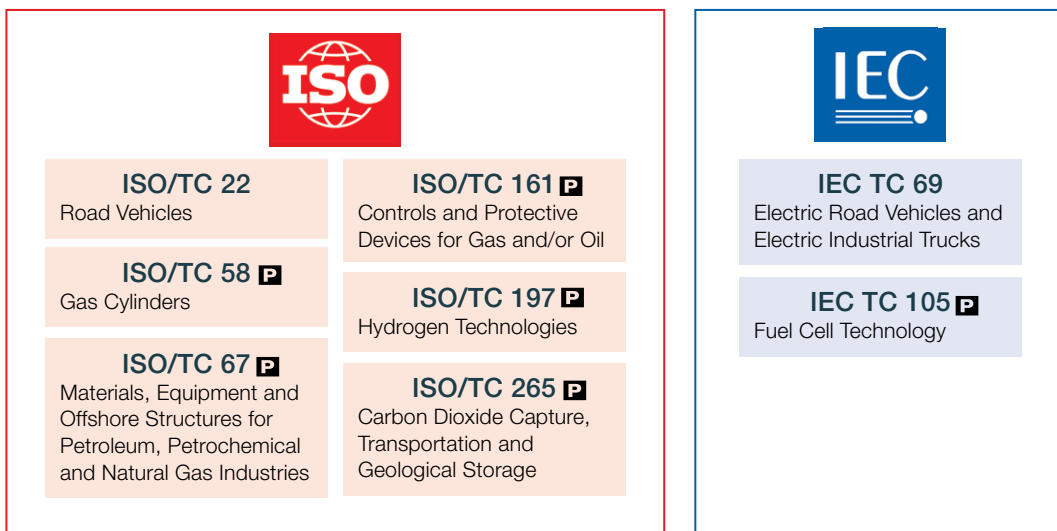 ISO
ISO/TC 22
Road Vehicles
ISO/TC 58 P
Gas Cylinders
ISO/TC 67 P
Materials, Equipment and
Offshore Structures for
Petroleum, Petrochemical
and Natural Gas Industries
ISO/TC 161 P
Controls and Protective
Devices for Gas and/or Oil
ISO/TC 197 P
Hydrogen Technologies
ISO/TC 265 P
Carbon Dioxide Capture,
Transportation and
Geological Storage
IEC
IEC TC 69
Electric Road Vehicles and
Electric Industrial Trucks
IEC TC 105 P
Fuel Cell Technology